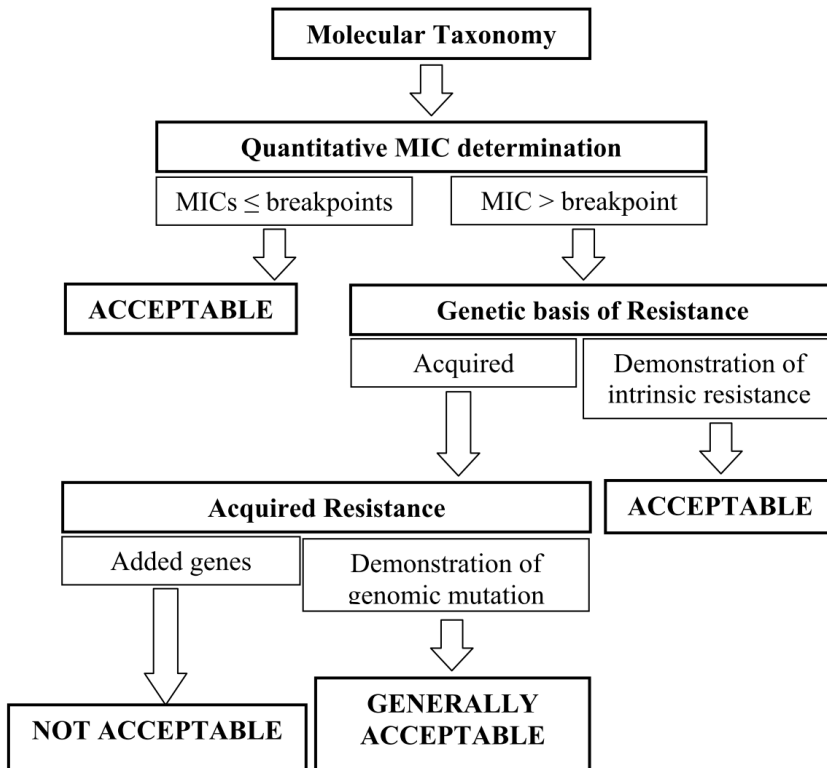 Molecular Taxonomy
Quantitative MIC determination
MICs ≤ breakpoints
MIC > breakpoint
ACCEPTABLE
Genetic basis of Resistance
Acquired
Demonstration of
intrinsic resistance
Acquired Resistance
ACCEPTABLE
Added genes
Demonstration of
genomic mutation
NOT ACCEPTABLE
GENERALLY
ACCEPTABLE